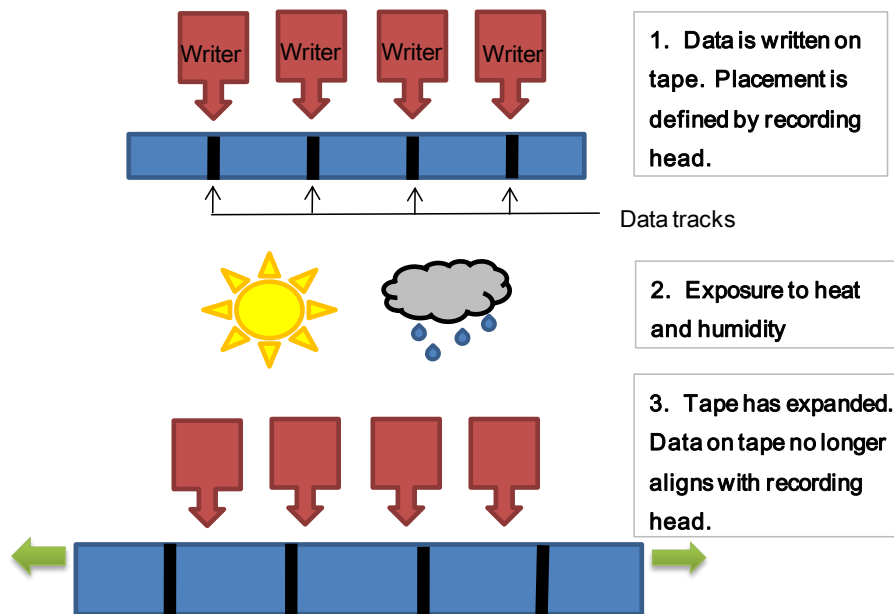 Writer Writer Writer Writer
1. Data is written on
tape. Placement is
defined by recording
head.
Data tracks
2. Exposure to heat
and humidity
3. Tape has expanded.
Data on tape no longer
aligns with recording
head.